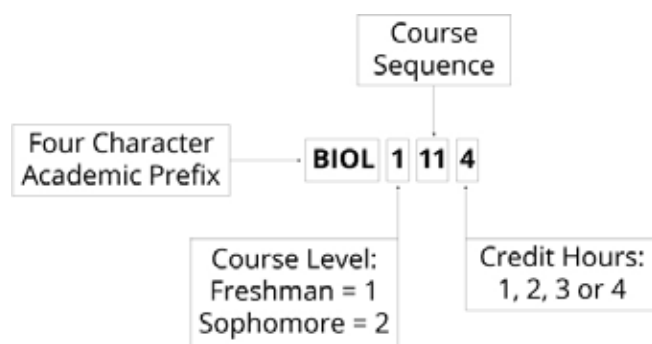 Course
Sequence
Four Character
Academic Prefix
BIOL 1 11 4
Course Level:
Freshman = 1
Sophomore = 2
Credit Hours:
1, 2, 3 or 4